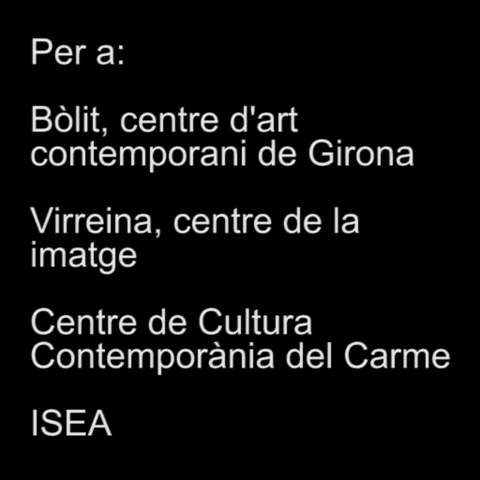 Per a:
Bòlit, centre d'art
contemporani de Girona
Virreina, centre de la
imatge
Centre de Cultura
Contemporània del Carme
ISEA